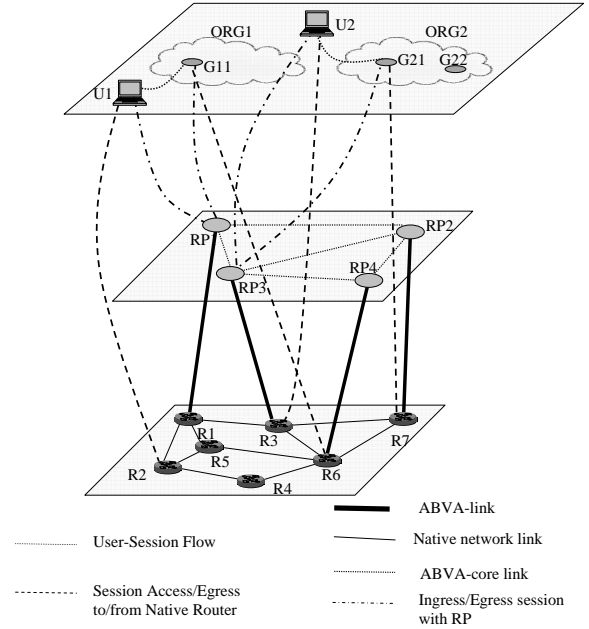 U2
ORG1
ORG2
G11
G21
G22
U1
RP
RP2
RP4
RP3
R1
R3
R7
R5
R2
R6
R4
ABVA-link
User-Session Flow
Native network link
ABVA-core link
Session Access/Egress
to/from Native Router
Ingress/Egress session
with RP